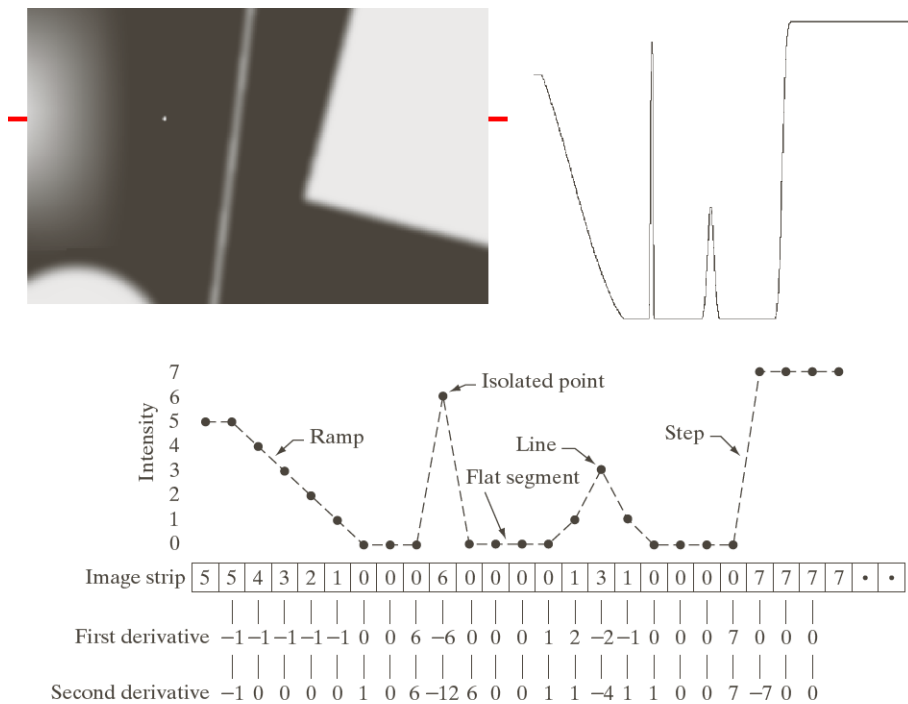 7
6
5
4
3
2
1
0
Intensity
Ramp
Isolated point
Flat segment
Line
Step
Image strip 5 5 4 3 2 1 0 0 0 6 0 0 0 0 1 3 1 0 0 0 0 7 7 7 7 • •
First derivative −1 −1 −1 −1 −1 0 0 6 −6 0 0 0 1 2 −2 −1 0 0 0 7 0 0 0
Second derivative −1 0 0 0 0 1 0 6 −12 6 0 0 1 1 −4 1 1 0 0 7 −7 0 0